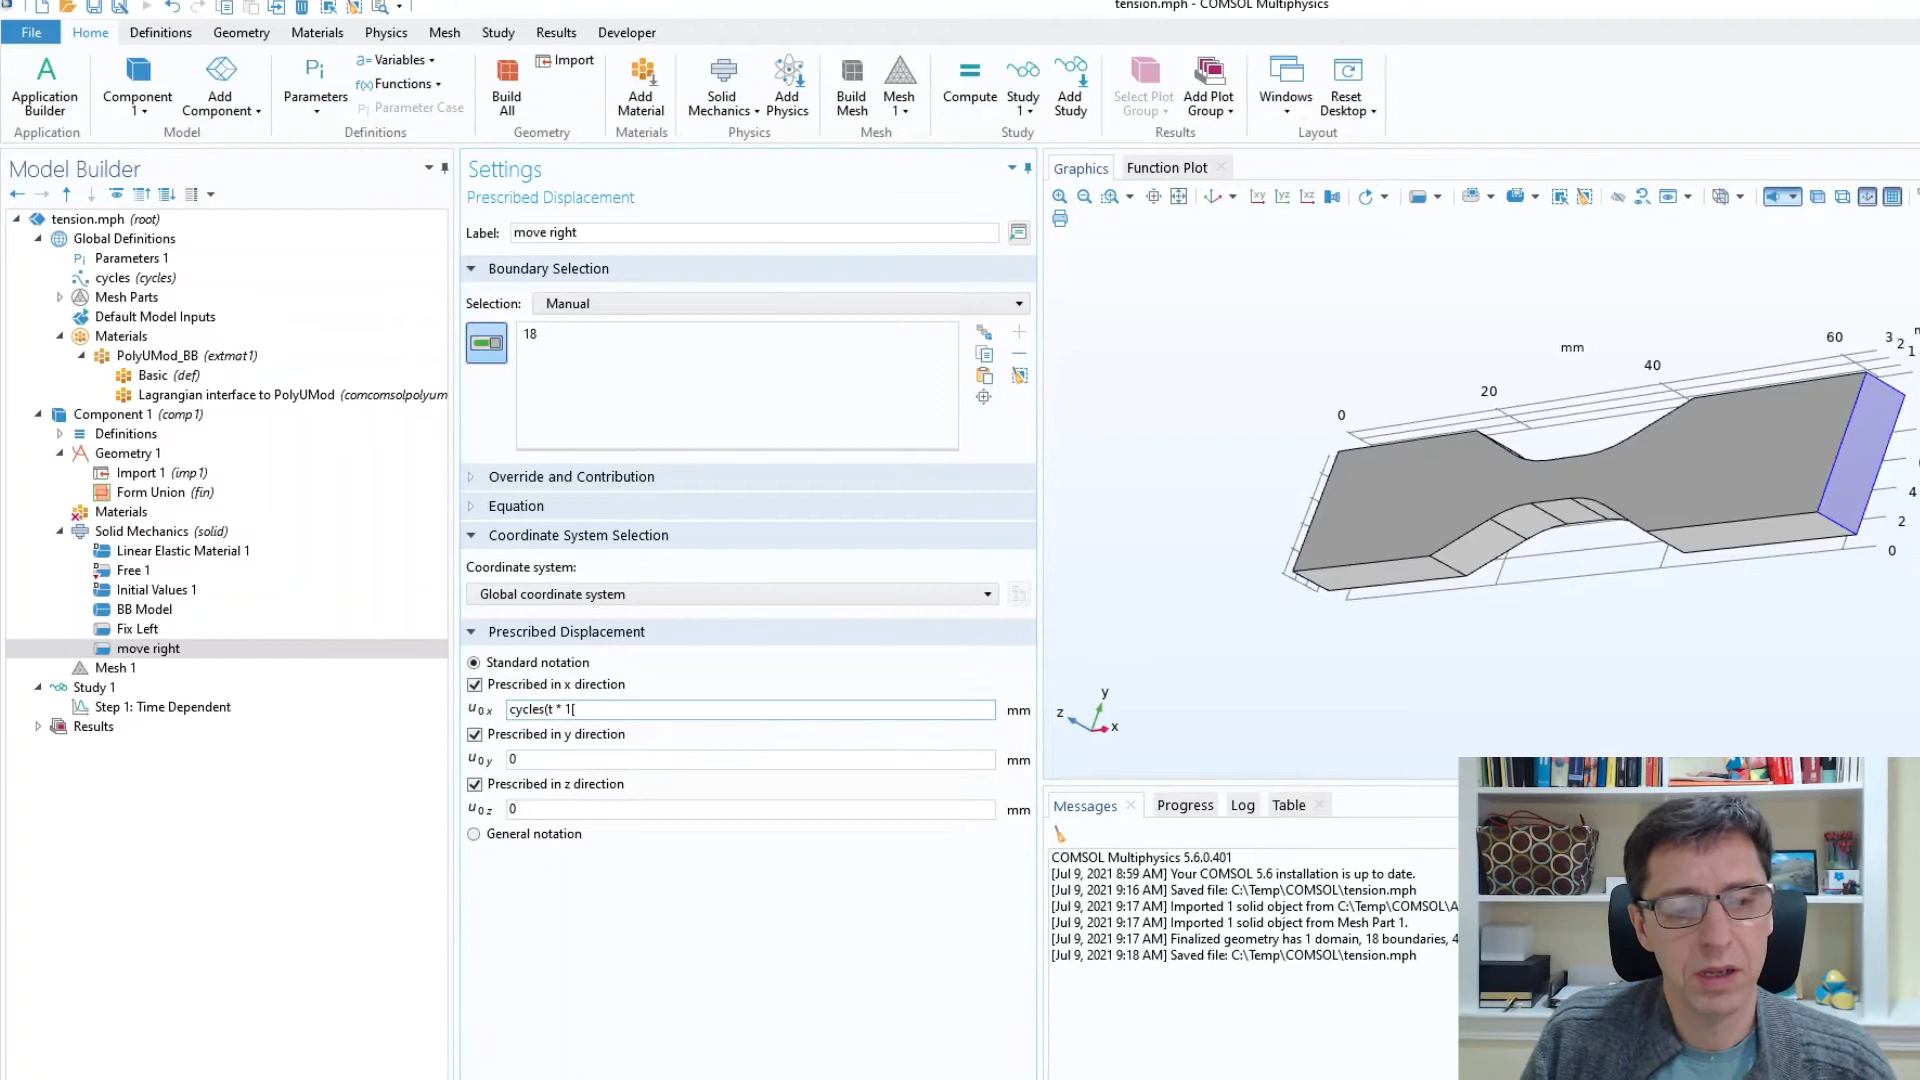 tension.mph - COMSOL Multiphysics
File Home Definitions Geometry Materials Physics Mesh Study Results Developer
Application Builder
Component 1
Add Component
Pi Parameters
a= Variables
f(x) Functions
Pi Parameter Case
Build All
Import
Add Material
Solid Mechanics
Add Physics
Build Mesh
Mesh 1
Compute
Study 1
Add Study
Select Plot Group
Add Plot Group
Windows
Reset Desktop
Application Model Definitions Geometry Materials Physics Mesh Study Results Layout
Model Builder
tension.mph (root)
Global Definitions
Pi Parameters 1
cycles (cycles)
Mesh Parts
Default Model Inputs
Materials
PolyUMod_BB (extmat1)
Basic (def)
Lagrangian interface to PolyUMod (comcomsolpolyum
Component 1 (comp1)
Definitions
Geometry 1
Import 1 (imp1)
Form Union (fin)
Materials
Solid Mechanics (solid)
Linear Elastic Material 1
Free 1
Initial Values 1
BB Model
Fix Left
move right
Mesh 1
Study 1
Step 1: Time Dependent
Results
Settings
Prescribed Displacement
Label: move right
Boundary Selection
Selection: Manual
18
Override and Contribution
Equation
Coordinate System Selection
Coordinate system:
Global coordinate system
Prescribed Displacement
Standard notation
Prescribed in x direction
u0x cycles(t * 1[ mm
Prescribed in y direction
u0y 0 mm
Prescribed in z direction
u0z 0 mm
General notation
Graphics Function Plot
xy yz xz
mm
0 20 40 60
3 2 1
4
2
0
y
z
x
Messages Progress Log Table
COMSOL Multiphysics 5.6.0.401
[Jul 9, 2021 8:59 AM] Your COMSOL 5.6 installation is up to date.
[Jul 9, 2021 9:16 AM] Saved file: C:\Temp\COMSOL\tension.mph
[Jul 9, 2021 9:17 AM] Imported 1 solid object from C:\Temp\COMSOL\A
[Jul 9, 2021 9:17 AM] Imported 1 solid object from Mesh Part 1.
[Jul 9, 2021 9:17 AM] Finalized geometry has 1 domain, 18 boundaries, 4
[Jul 9, 2021 9:18 AM] Saved file: C:\Temp\COMSOL\tension.mph